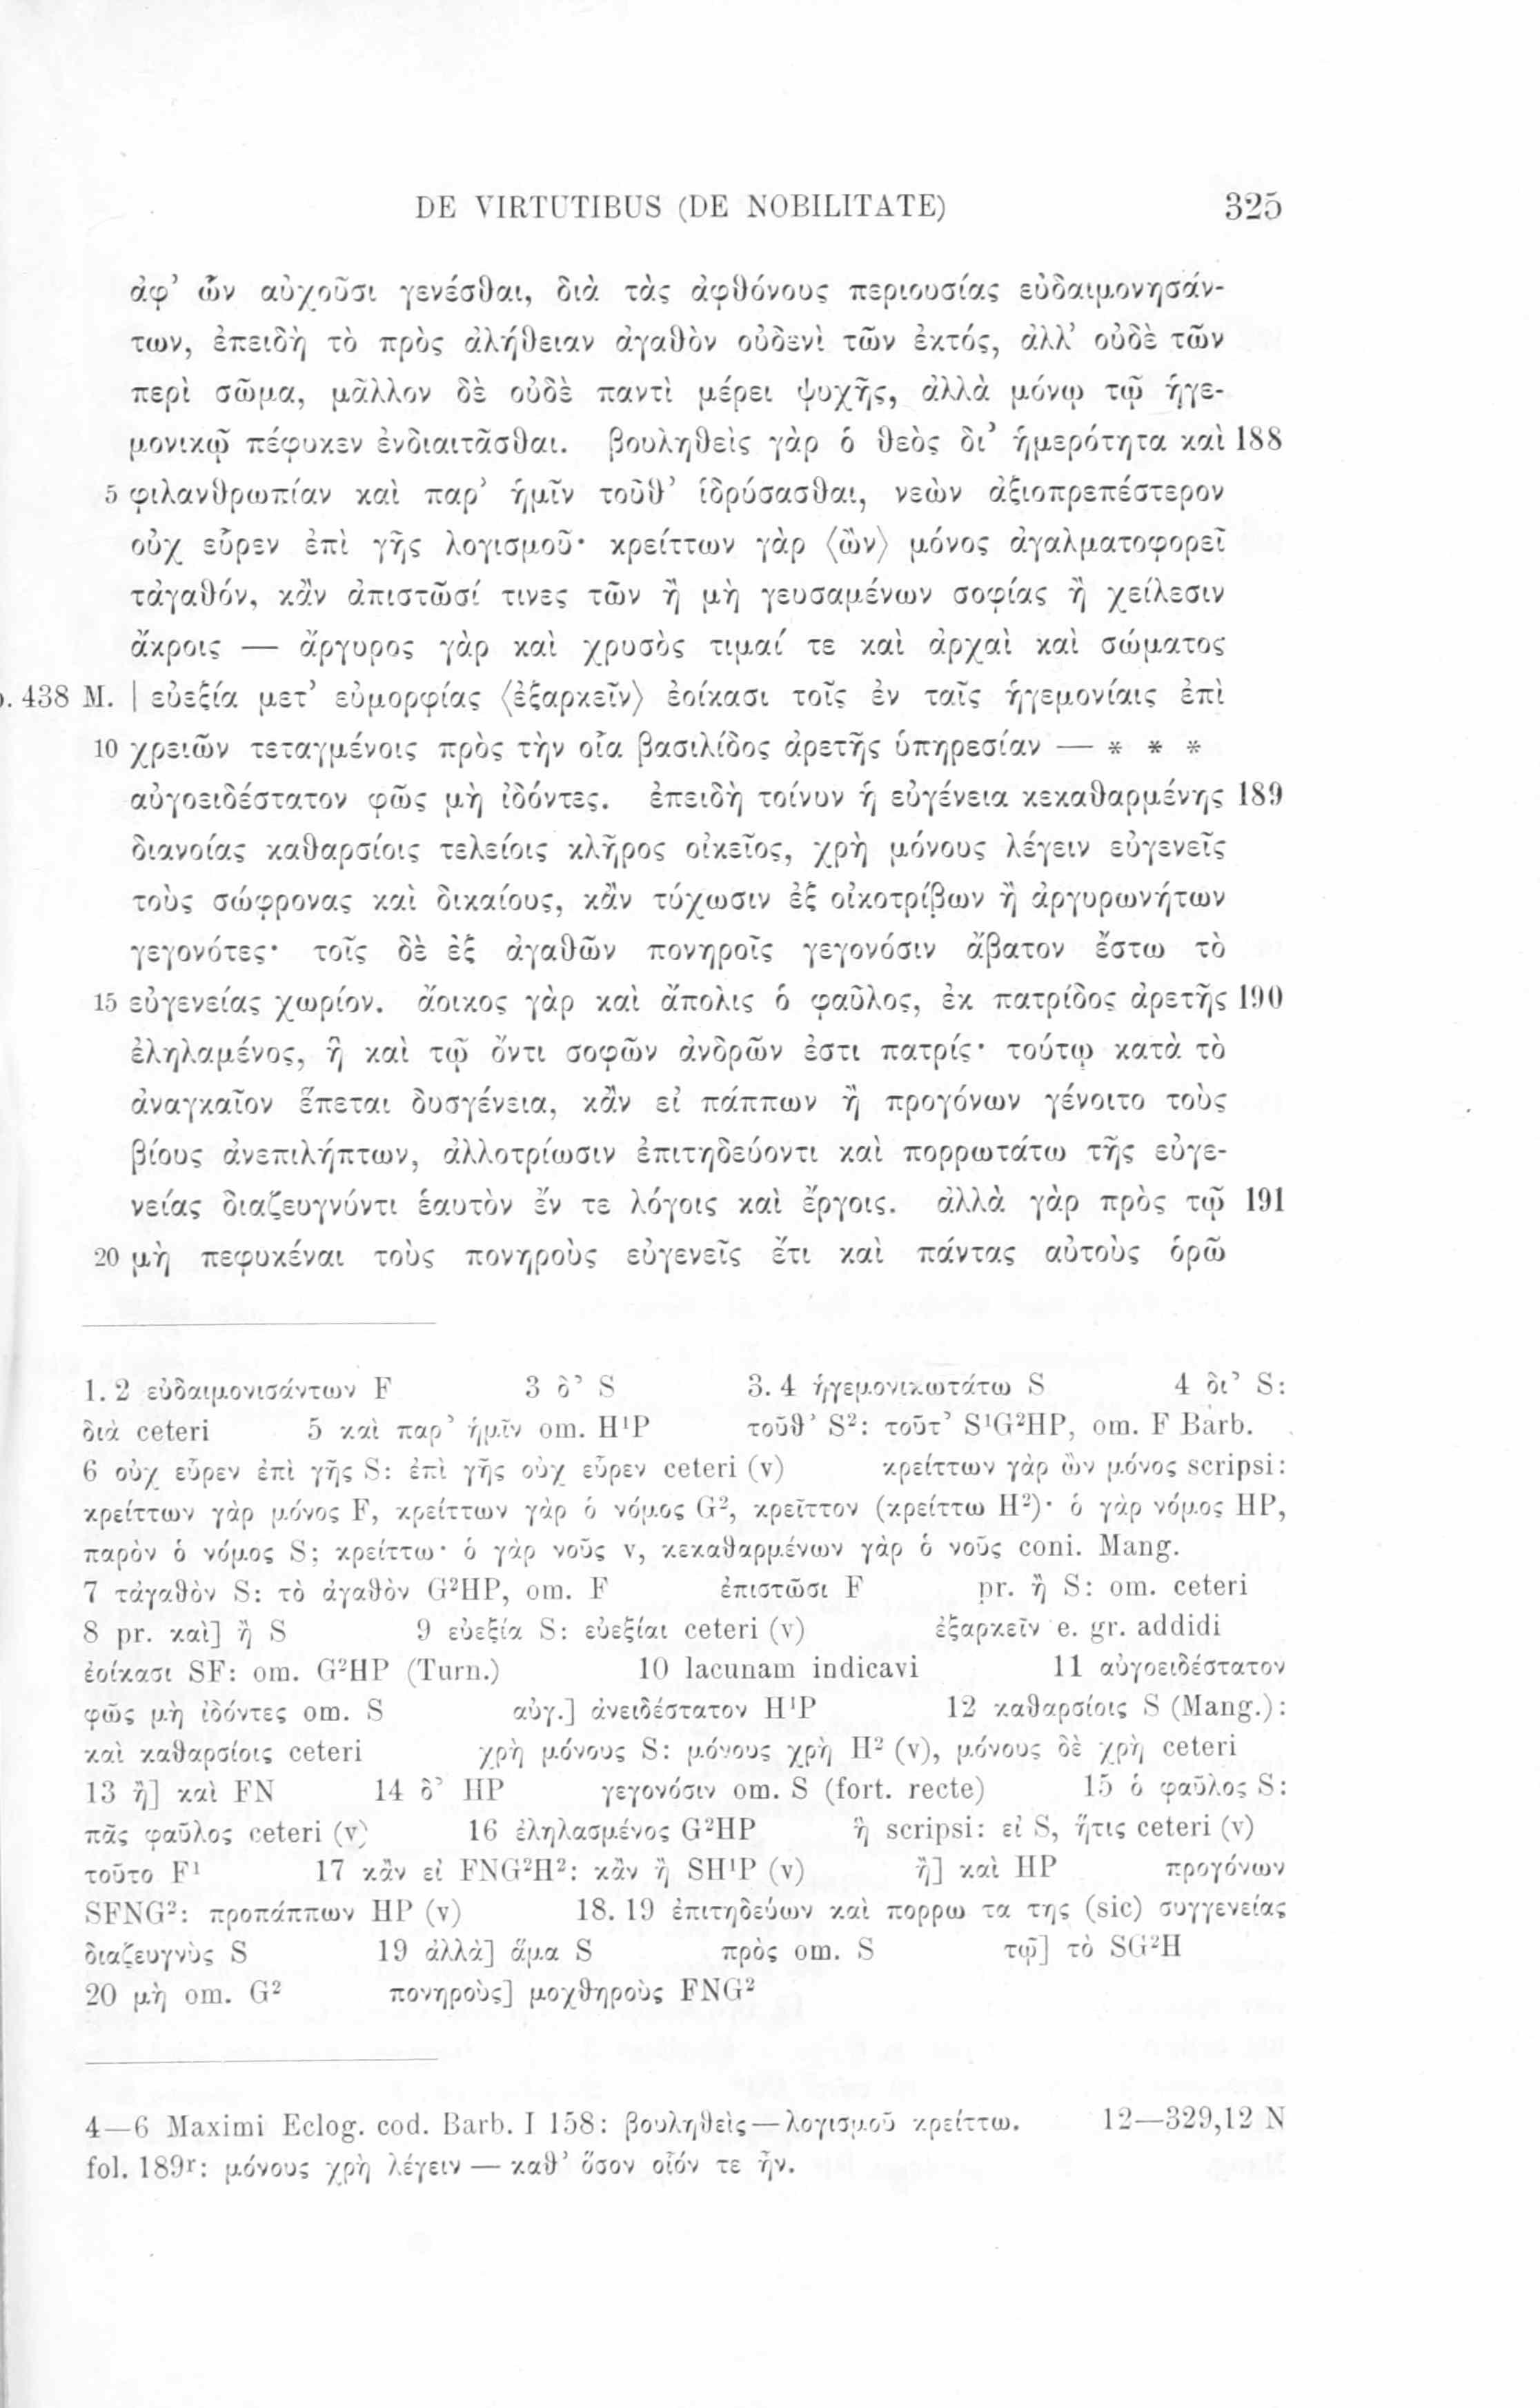 DE VIRTUTIBUS (DE NOBILITATE) 325
ἀφ’ ὧν αὐχοῦσι γενέσθαι, διὰ τὰς ἀφθόνους περιουσίας εὐδαιμονησάν-
των, ἐπειδὴ τὸ πρὸς ἀλήθειαν ἀγαθὸν οὐδενὶ τῶν ἐκτός, ἀλλ’ οὐδὲ τῶν
περὶ σῶμα, μᾶλλον δὲ οὐδὲ παντὶ μέρει ψυχῆς, ἀλλὰ μόνῳ τῷ ἡγε-
μονικῷ πέφυκεν ἐνδιαιτᾶσθαι. βουληθεὶς γὰρ ὁ θεὸς δι’ ἡμερότητα καὶ 188
5 φιλανθρωπίαν καὶ παρ’ ἡμῖν τοῦθ’ ἱδρύσασθαι, νεὼν ἀξιοπρεπέστερον
οὐχ εὗρεν ἐπὶ γῆς λογισμοῦ· κρείττων γὰρ ⟨ὢν⟩ μόνος ἀγαλματοφορεῖ
τἀγαθόν, κἂν ἀπιστῶσί τινες τῶν ἢ μὴ γευσαμένων σοφίας ἢ χείλεσιν
ἄκροις — ἄργυρος γὰρ καὶ χρυσὸς τιμαί τε καὶ ἀρχαὶ καὶ σώματος
p. 438 M. | εὐεξία μετ’ εὐμορφίας ⟨ἐξαρκεῖν⟩ ἐοίκασι τοῖς ἐν ταῖς ἡγεμονίαις ἐπὶ
10 χρειῶν τεταγμένοις πρὸς τὴν οἷα βασιλίδος ἀρετῆς ὑπηρεσίαν — * * *
αὐγοειδέστατον φῶς μὴ ἰδόντες. ἐπειδὴ τοίνυν ἡ εὐγένεια κεκαθαρμένης 189
διανοίας καθαρσίοις τελείοις κλῆρος οἰκεῖος, χρὴ μόνους λέγειν εὐγενεῖς
τοὺς σώφρονας καὶ δικαίους, κἂν τύχωσιν ἐξ οἰκοτρίβων ἢ ἀργυρωνήτων
γεγονότες· τοῖς δὲ ἐξ ἀγαθῶν πονηροῖς γεγονόσιν ἄβατον ἔστω τὸ
15 εὐγενείας χωρίον. ἄοικος γὰρ καὶ ἄπολις ὁ φαῦλος, ἐκ πατρίδος ἀρετῆς 190
ἐληλαμένος, ἣ καὶ τῷ ὄντι σοφῶν ἀνδρῶν ἐστι πατρίς· τούτῳ κατὰ τὸ
ἀναγκαῖον ἕπεται δυσγένεια, κἂν εἰ πάππων ἢ προγόνων γένοιτο τοὺς
βίους ἀνεπιλήπτων, ἀλλοτρίωσιν ἐπιτηδεύοντι καὶ πορρωτάτω τῆς εὐγε-
νείας διαζευγνύντι ἑαυτὸν ἔν τε λόγοις καὶ ἔργοις. ἀλλὰ γὰρ πρὸς τῷ 191
20 μὴ πεφυκέναι τοὺς πονηροὺς εὐγενεῖς ἔτι καὶ πάντας αὐτοὺς ὁρῶ
1. 2 εὐδαιμονισάντων F 3 δ’ S 3. 4 ἡγεμονικωτάτω S 4 δι’ S:
διὰ ceteri 5 καὶ παρ’ ἡμῖν om. H¹P τοῦθ’ S²: τοῦτ’ S¹G²HP, om. F Barb.
6 οὐχ εὗρεν ἐπὶ γῆς S: ἐπὶ γῆς οὐχ εὗρεν ceteri (v) κρείττων γὰρ ὢν μόνος scripsi:
κρείττων γὰρ μόνος F, κρείττων γὰρ ὁ νόμος G², κρεῖττον (κρείττω H²)· ὁ γὰρ νόμος HP,
παρὸν ὁ νόμος S; κρείττω· ὁ γὰρ νοῦς v, κεκαθαρμένων γὰρ ὁ νοῦς coni. Mang.
7 τἀγαθὸν S: τὸ ἀγαθὸν G²HP, om. F ἐπιστῶσι F pr. ἢ S: om. ceteri
8 pr. καὶ] ἢ S 9 εὐεξία S: εὐεξίαι ceteri (v) ἐξαρκεῖν e. gr. addidi
ἐοίκασι SF: om. G²HP (Turn.) 10 lacunam indicavi 11 αὐγοειδέστατον
φῶς μὴ ἰδόντες om. S αὐγ.] ἀνειδέστατον H¹P 12 καθαρσίοις S (Mang.):
καὶ καθαρσίοις ceteri χρὴ μόνους S: μόνους χρὴ H² (v), μόνους δὲ χρὴ ceteri
13 ἢ] καὶ FN 14 δ’ HP γεγονόσιν om. S (fort. recte) 15 ὁ φαῦλος S:
πᾶς φαῦλος ceteri (v) 16 ἐληλασμένος G²HP ἣ scripsi: εἰ S, ἥτις ceteri (v)
τοῦτο F¹ 17 κἂν εἰ FNG²H²: κἂν ἢ SH¹P (v) ἢ] καὶ HP προγόνων
SFNG²: προπάππων HP (v) 18. 19 ἐπιτηδεύων καὶ πορρω τα της (sic) συγγενείας
διαζευγνὺς S 19 ἀλλὰ] ἅμα S πρὸς om. S τῷ] τὸ SG²H
20 μὴ om. G² πονηροὺς] μοχθηροὺς FNG²
4—6 Maximi Eclog. cod. Barb. I 158: βουληθεὶς—λογισμοῦ κρείττω. 12—329,12 N
fol. 189ʳ: μόνους χρὴ λέγειν — καθ’ ὅσον οἷόν τε ἦν.